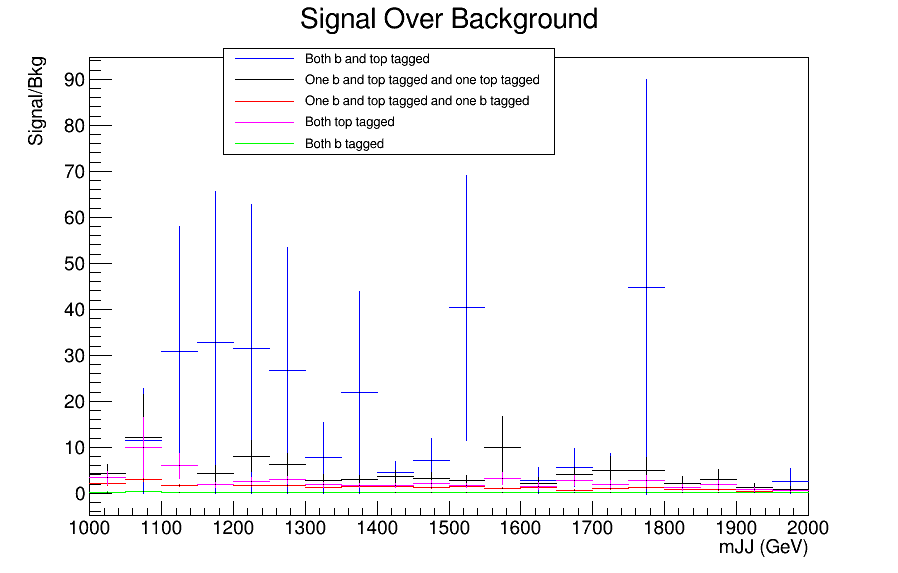 Signal Over Background
Signal/Bkg
Both b and top tagged
One b and top tagged and one top tagged
One b and top tagged and one b tagged
Both top tagged
Both b tagged
90
80
70
60
50
40
30
20
10
0
1000 1100 1200 1300 1400 1500 1600 1700 1800 1900 2000
mJJ (GeV)